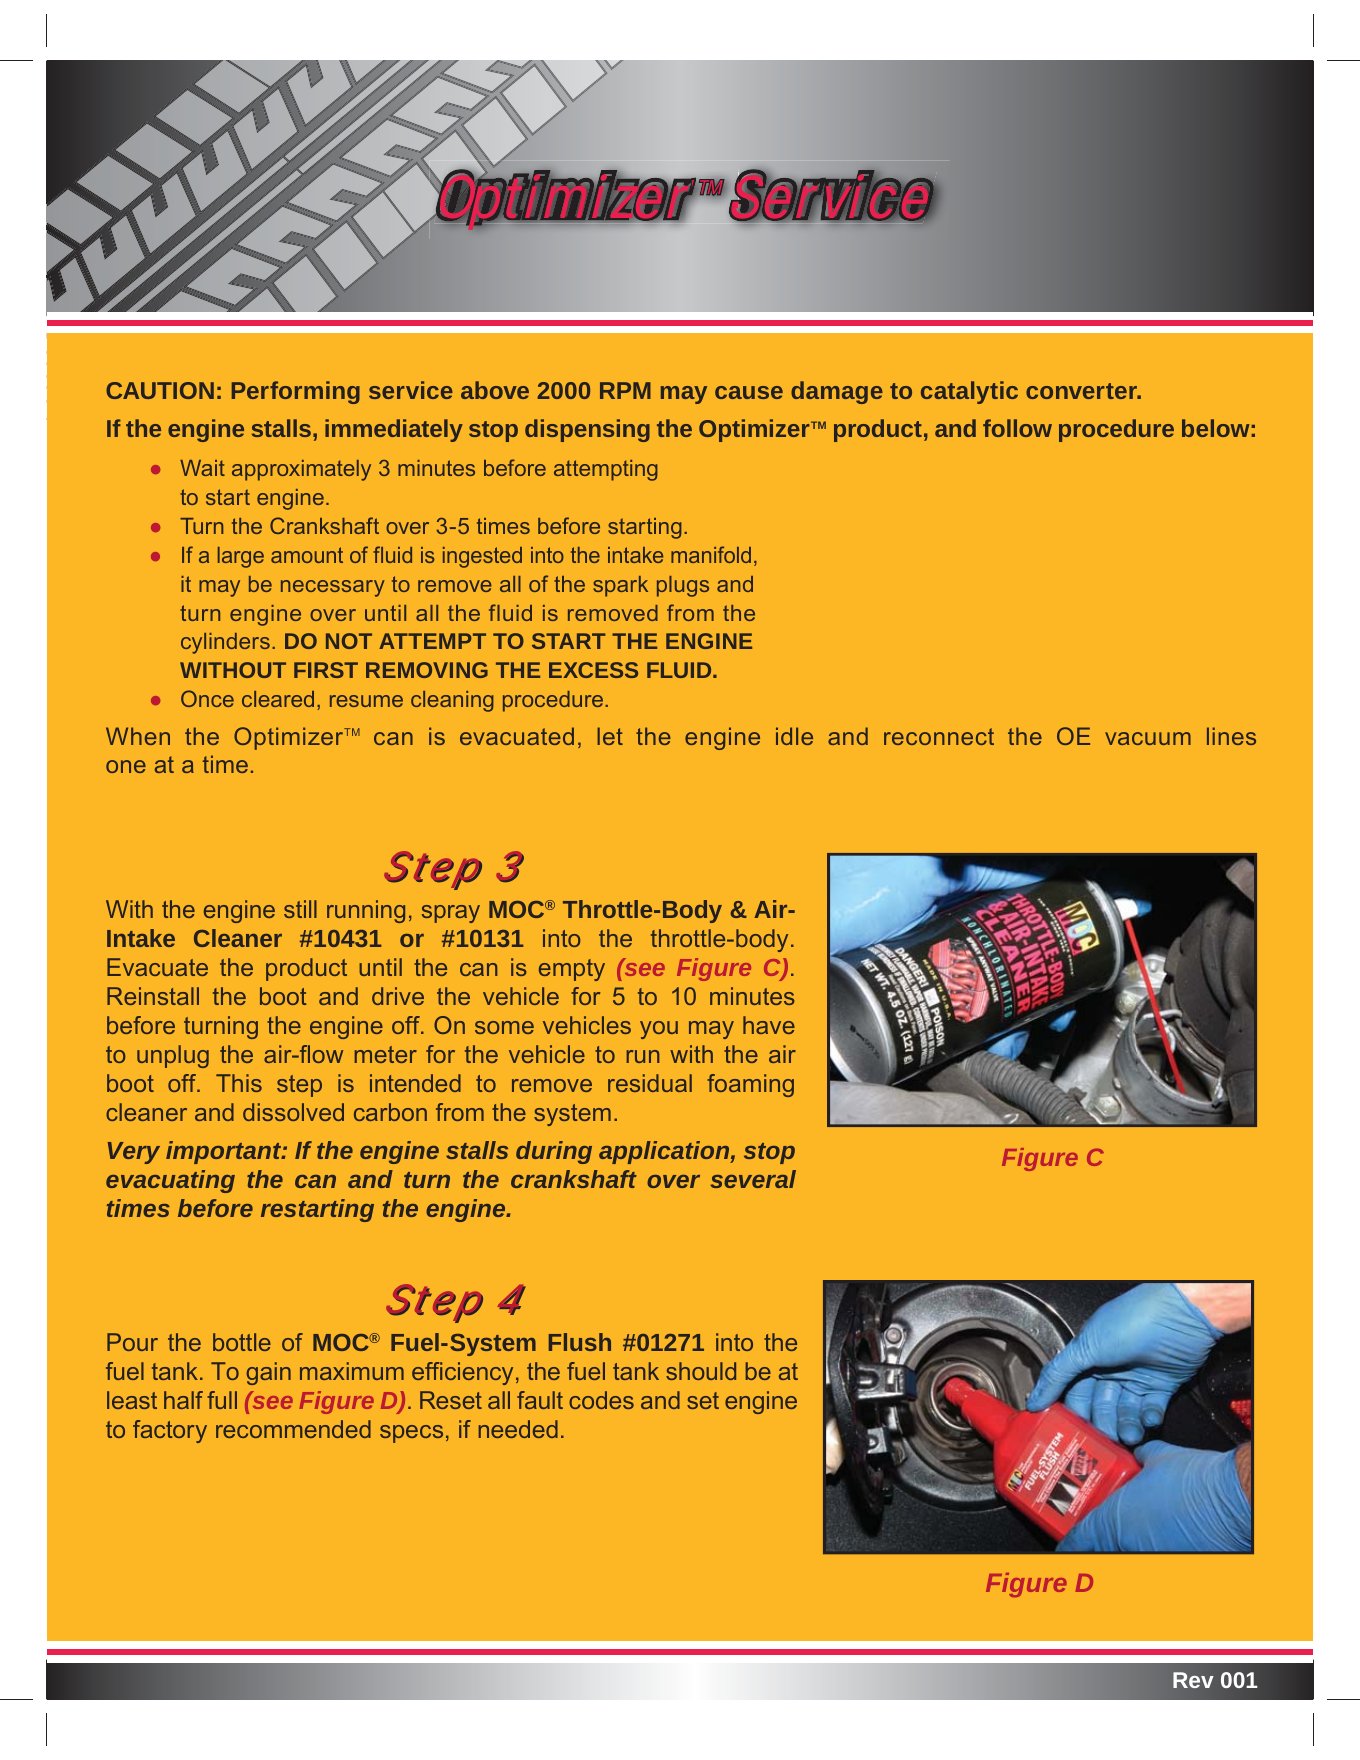 Optimizer™ Service
CAUTION: Performing service above 2000 RPM may cause damage to catalytic converter.
If the engine stalls, immediately stop dispensing the Optimizer™ product, and follow procedure below:
● Wait approximately 3 minutes before attempting
to start engine.
● Turn the Crankshaft over 3-5 times before starting.
● If a large amount of fluid is ingested into the intake manifold,
it may be necessary to remove all of the spark plugs and
turn engine over until all the fluid is removed from the
cylinders. DO NOT ATTEMPT TO START THE ENGINE
WITHOUT FIRST REMOVING THE EXCESS FLUID.
● Once cleared, resume cleaning procedure.
When the Optimizer™ can is evacuated, let the engine idle and reconnect the OE vacuum lines
one at a time.
Step 3
With the engine still running, spray MOC® Throttle-Body & Air-
Intake Cleaner #10431 or #10131 into the throttle-body.
Evacuate the product until the can is empty (see Figure C).
Reinstall the boot and drive the vehicle for 5 to 10 minutes
before turning the engine off. On some vehicles you may have
to unplug the air-flow meter for the vehicle to run with the air
boot off. This step is intended to remove residual foaming
cleaner and dissolved carbon from the system.
Very important: If the engine stalls during application, stop
evacuating the can and turn the crankshaft over several
times before restarting the engine.
MOC
THROTTLE-BODY
& AIR-INTAKE
CLEANER
NONCHLORINATED
SPRAY ANYWAY VALVE
MADE IN U.S.A.
DANGER!
POISON
NET WT. 4.5 OZ. (127 g)
Figure C
Step 4
Pour the bottle of MOC® Fuel-System Flush #01271 into the
fuel tank. To gain maximum efficiency, the fuel tank should be at
least half full (see Figure D). Reset all fault codes and set engine
to factory recommended specs, if needed.
MOC
FUEL-SYSTEM
FLUSH
Figure D
Rev 001